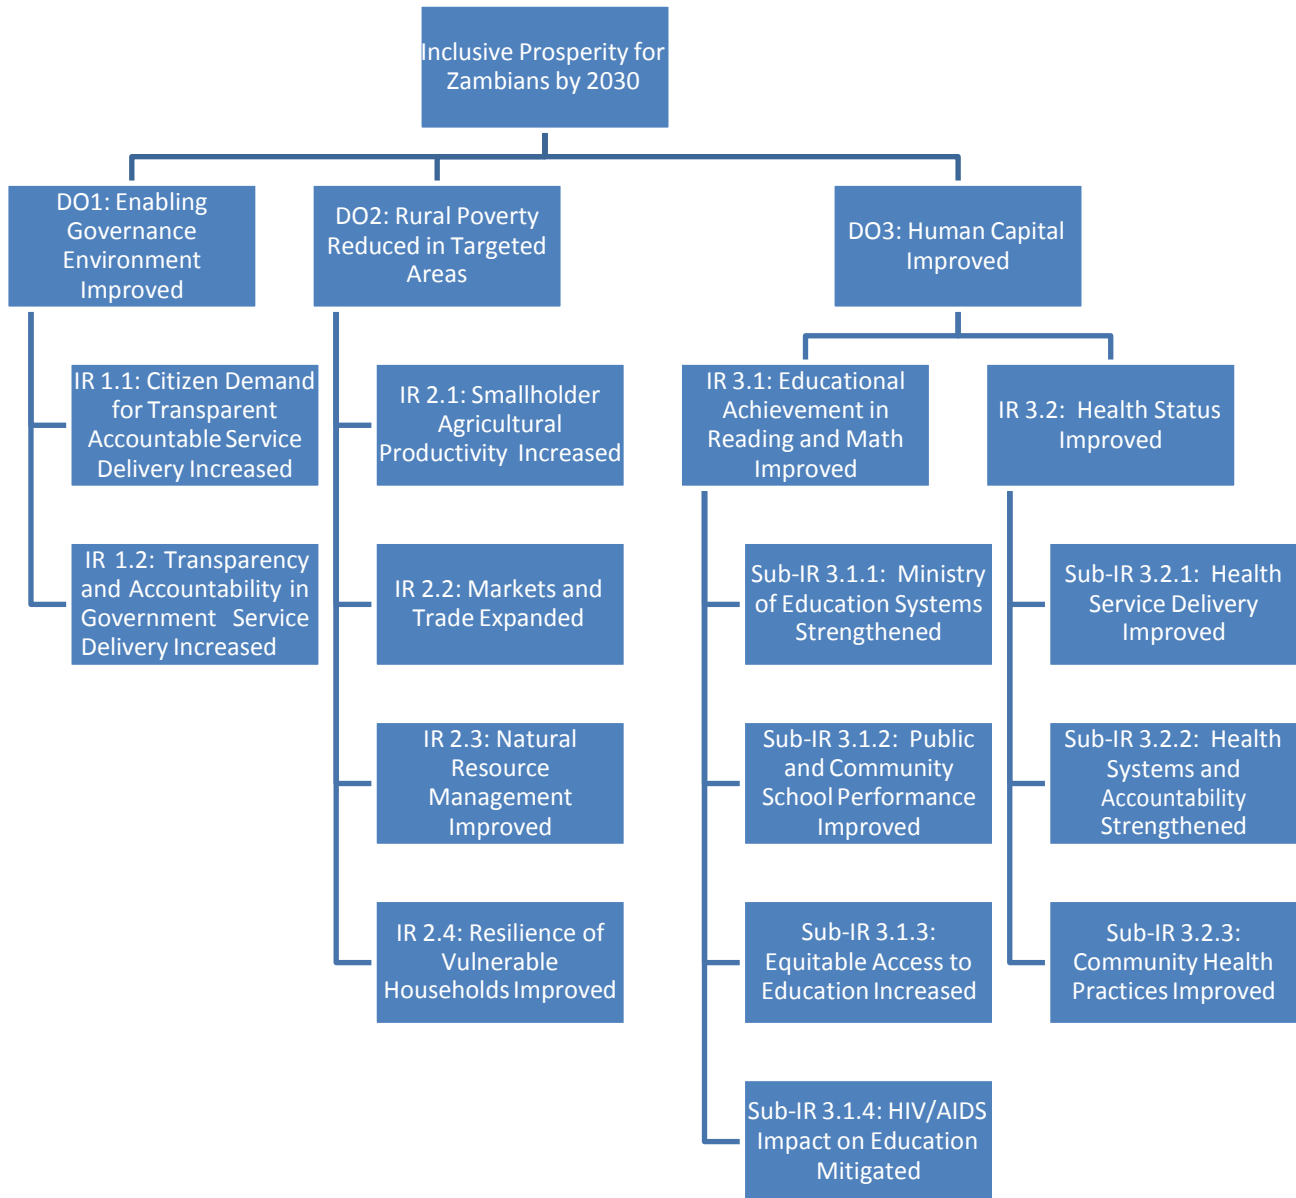 Inclusive Prosperity for
Zambians by 2030
DO1: Enabling
Governance
Environment
Improved
DO2: Rural Poverty
Reduced in Targeted
Areas
DO3: Human Capital
Improved
IR 1.1: Citizen Demand
for Transparent
Accountable Service
Delivery Increased
IR 2.1: Smallholder
Agricultural
Productivity Increased
IR 3.1: Educational
Achievement in
Reading and Math
Improved
IR 3.2: Health Status
Improved
IR 1.2: Transparency
and Accountability in
Government Service
Delivery Increased
IR 2.2: Markets and
Trade Expanded
Sub-IR 3.1.1: Ministry
of Education Systems
Strengthened
Sub-IR 3.2.1: Health
Service Delivery
Improved
IR 2.3: Natural
Resource
Management
Improved
Sub-IR 3.1.2: Public
and Community
School Performance
Improved
Sub-IR 3.2.2: Health
Systems and
Accountability
Strengthened
IR 2.4: Resilience of
Vulnerable
Households Improved
Sub-IR 3.1.3:
Equitable Access to
Education Increased
Sub-IR 3.2.3:
Community Health
Practices Improved
Sub-IR 3.1.4: HIV/AIDS
Impact on Education
Mitigated